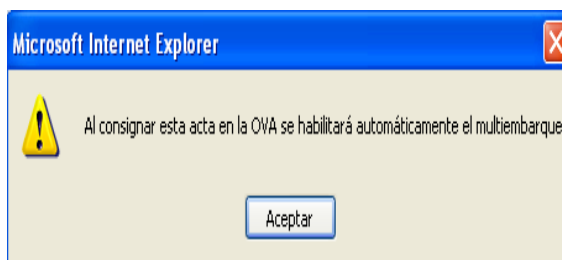 Microsoft Internet Explorer
Al consignar esta acta en la OVA se habilitará automáticamente el multiembarque
Aceptar